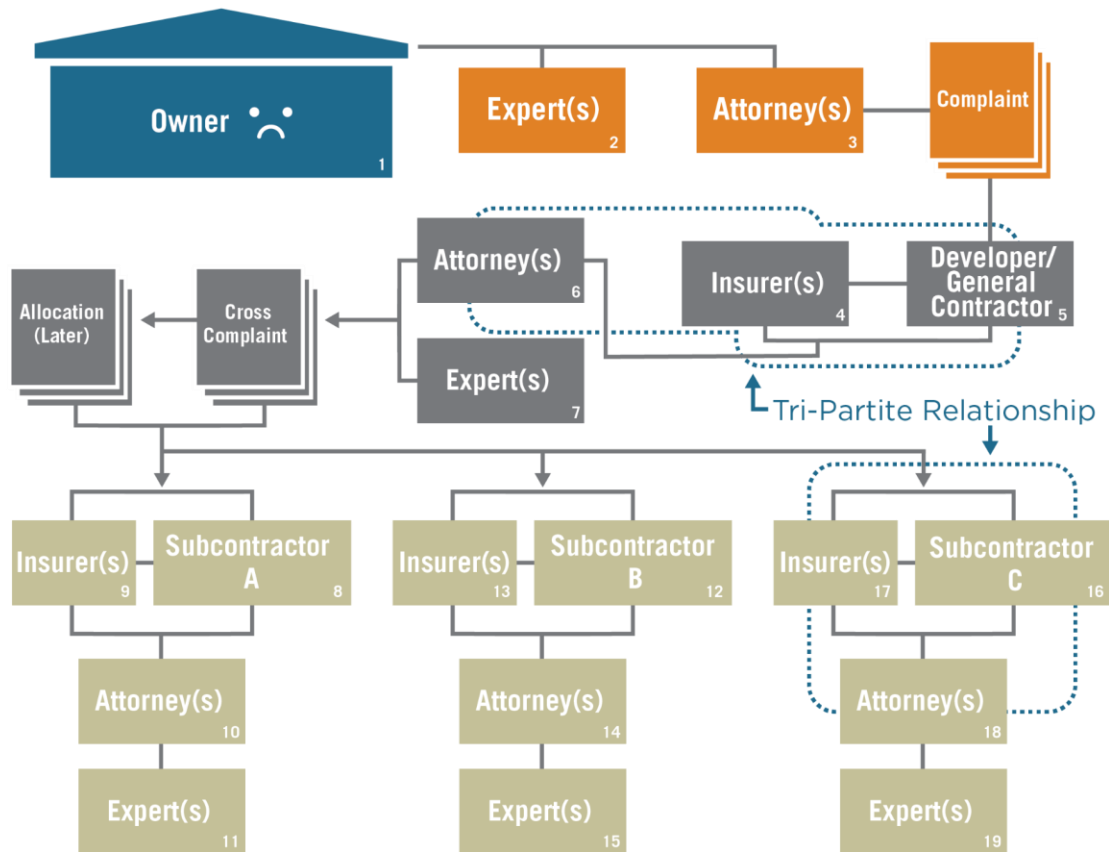 Owner
1
Expert(s)
2
Attorney(s)
3
Complaint
Attorney(s)
6
Insurer(s)
4
Developer/
General
Contractor
5
Allocation
(Later)
Cross
Complaint
Expert(s)
7
Tri-Partite Relationship
Insurer(s)
9
Subcontractor
A
8
Insurer(s)
13
Subcontractor
B
12
Insurer(s)
17
Subcontractor
C
16
Attorney(s)
10
Attorney(s)
14
Attorney(s)
18
Expert(s)
11
Expert(s)
15
Expert(s)
19